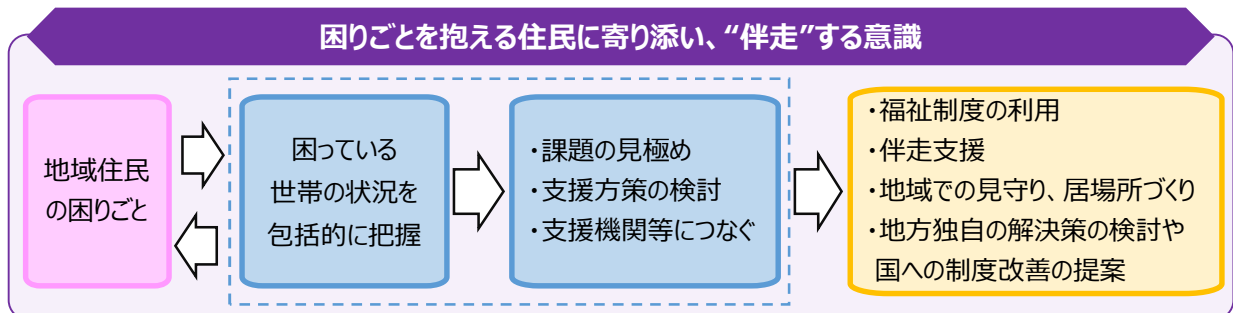 困りごとを抱える住民に寄り添い、“伴走”する意識
地域住民
の困りごと
困っている
世帯の状況を
包括的に把握
・課題の見極め
・支援方策の検討
・支援機関等につなぐ
・福祉制度の利用
・伴走支援
・地域での見守り、居場所づくり
・地方独自の解決策の検討や
国への制度改善の提案